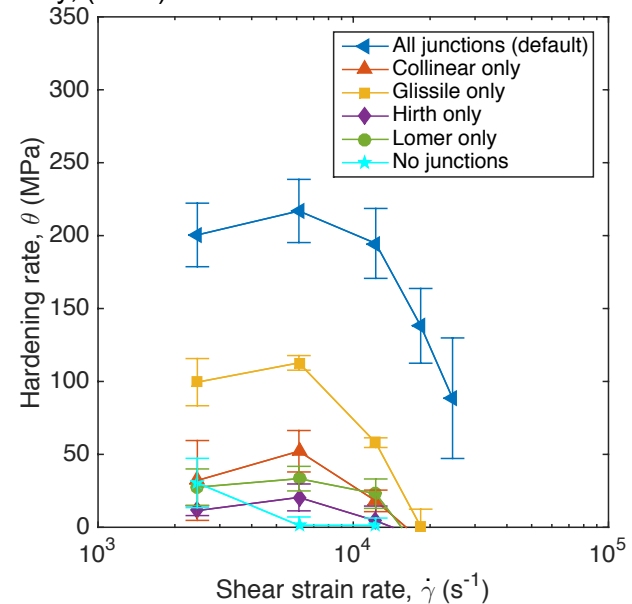 350
300
250
200
150
100
50
0
Hardening rate, θ (MPa)
All junctions (default)
Collinear only
Glissile only
Hirth only
Lomer only
No junctions
10³ 10⁴ 10⁵
Shear strain rate, γ̇ (s⁻¹)